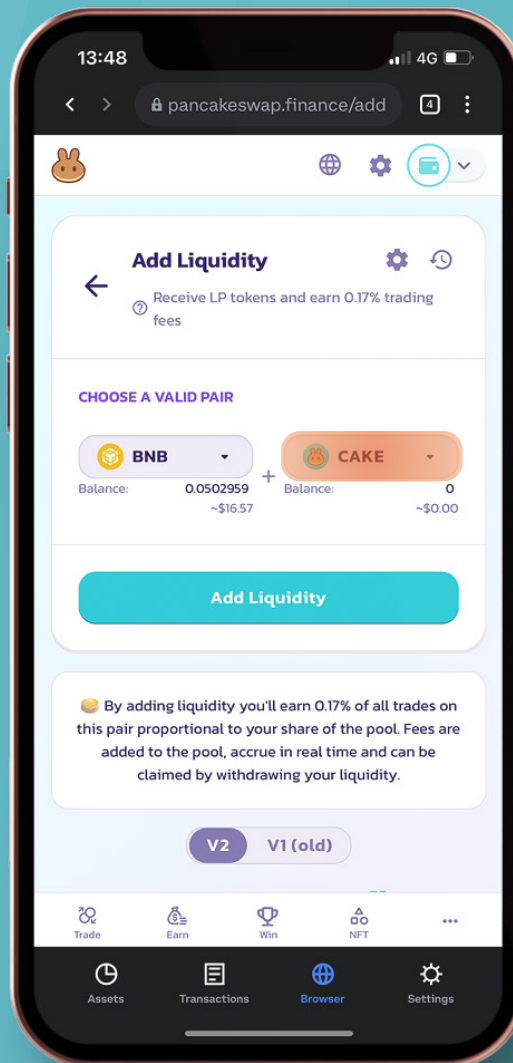 13:48
4G
pancakeswap.finance/add
4
Add Liquidity
Receive LP tokens and earn 0.17% trading
fees
CHOOSE A VALID PAIR
BNB + CAKE
Balance: 0.0502959 Balance: 0
~$16.57 ~$0.00
Add Liquidity
By adding liquidity you'll earn 0.17% of all trades on
this pair proportional to your share of the pool. Fees are
added to the pool, accrue in real time and can be
claimed by withdrawing your liquidity.
V2 V1 (old)
Trade Earn Win NFT
Assets Transactions Browser Settings